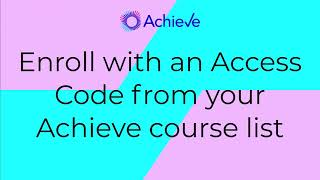 Achieve
Enroll with an Access
Code from your
Achieve course list